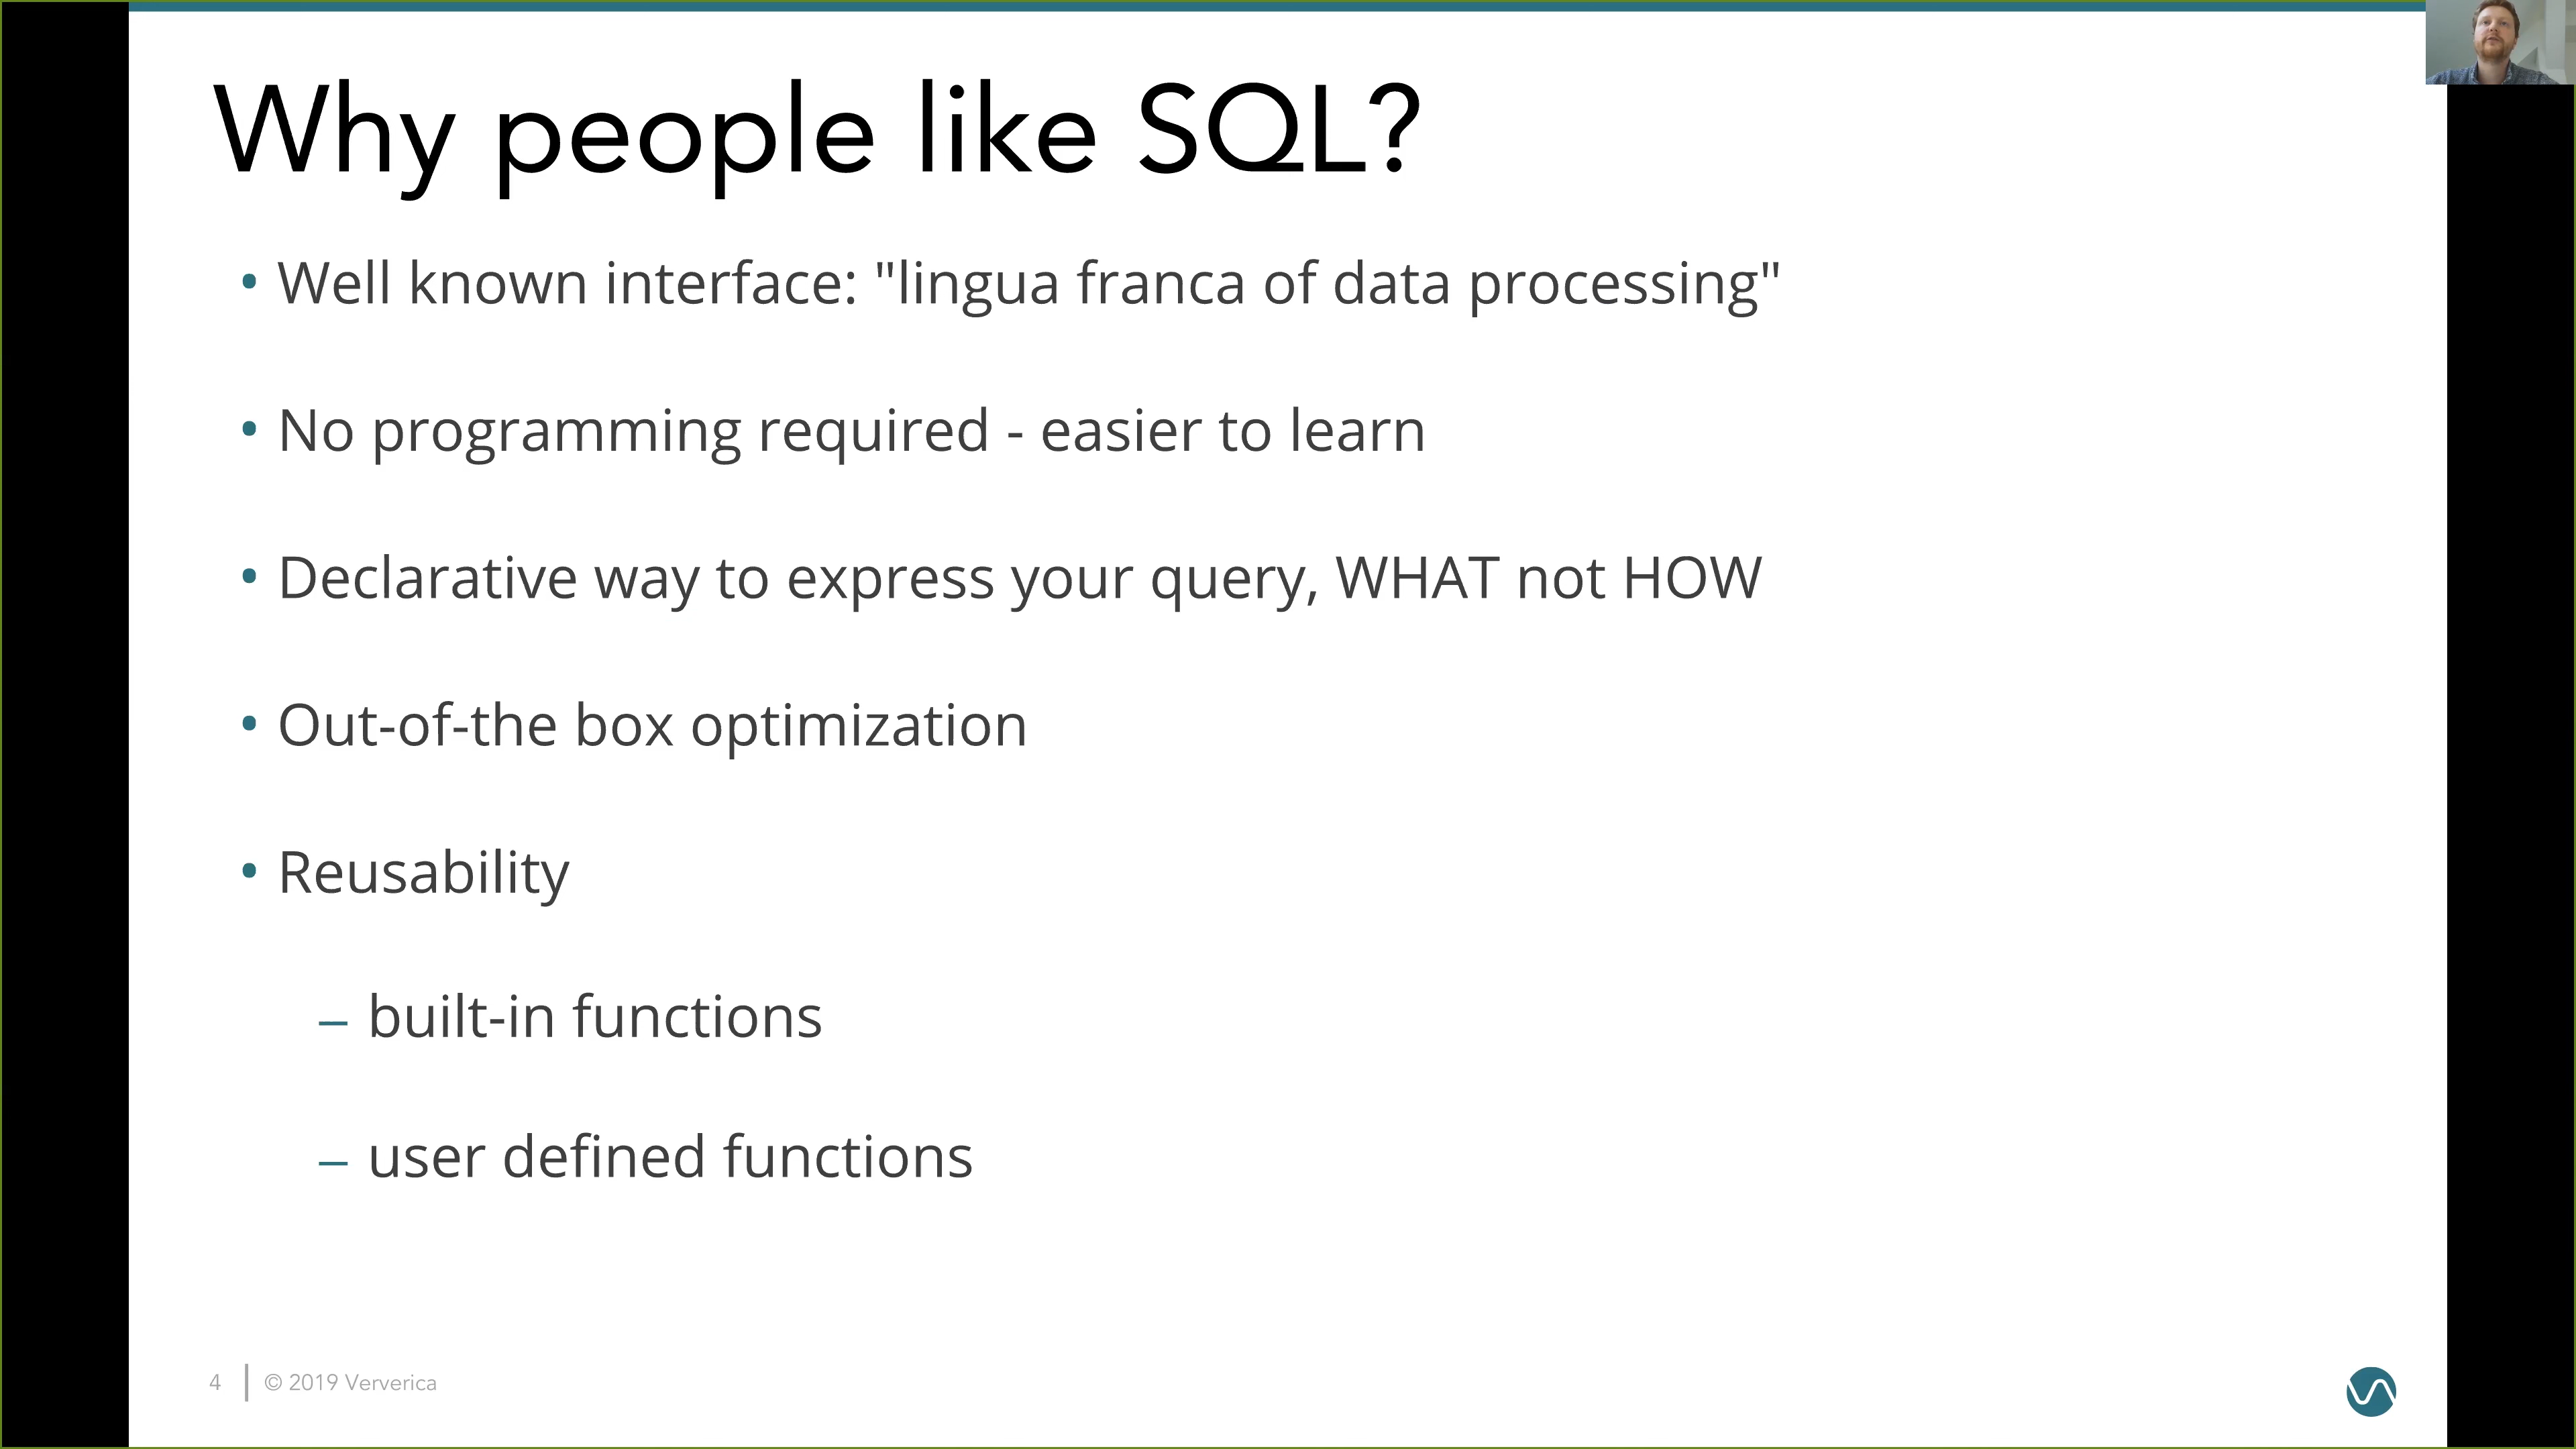 Why people like SQL?
• Well known interface: "lingua franca of data processing"
• No programming required - easier to learn
• Declarative way to express your query, WHAT not HOW
• Out-of-the box optimization
• Reusability
– built-in functions
– user defined functions
4 | © 2019 Ververica